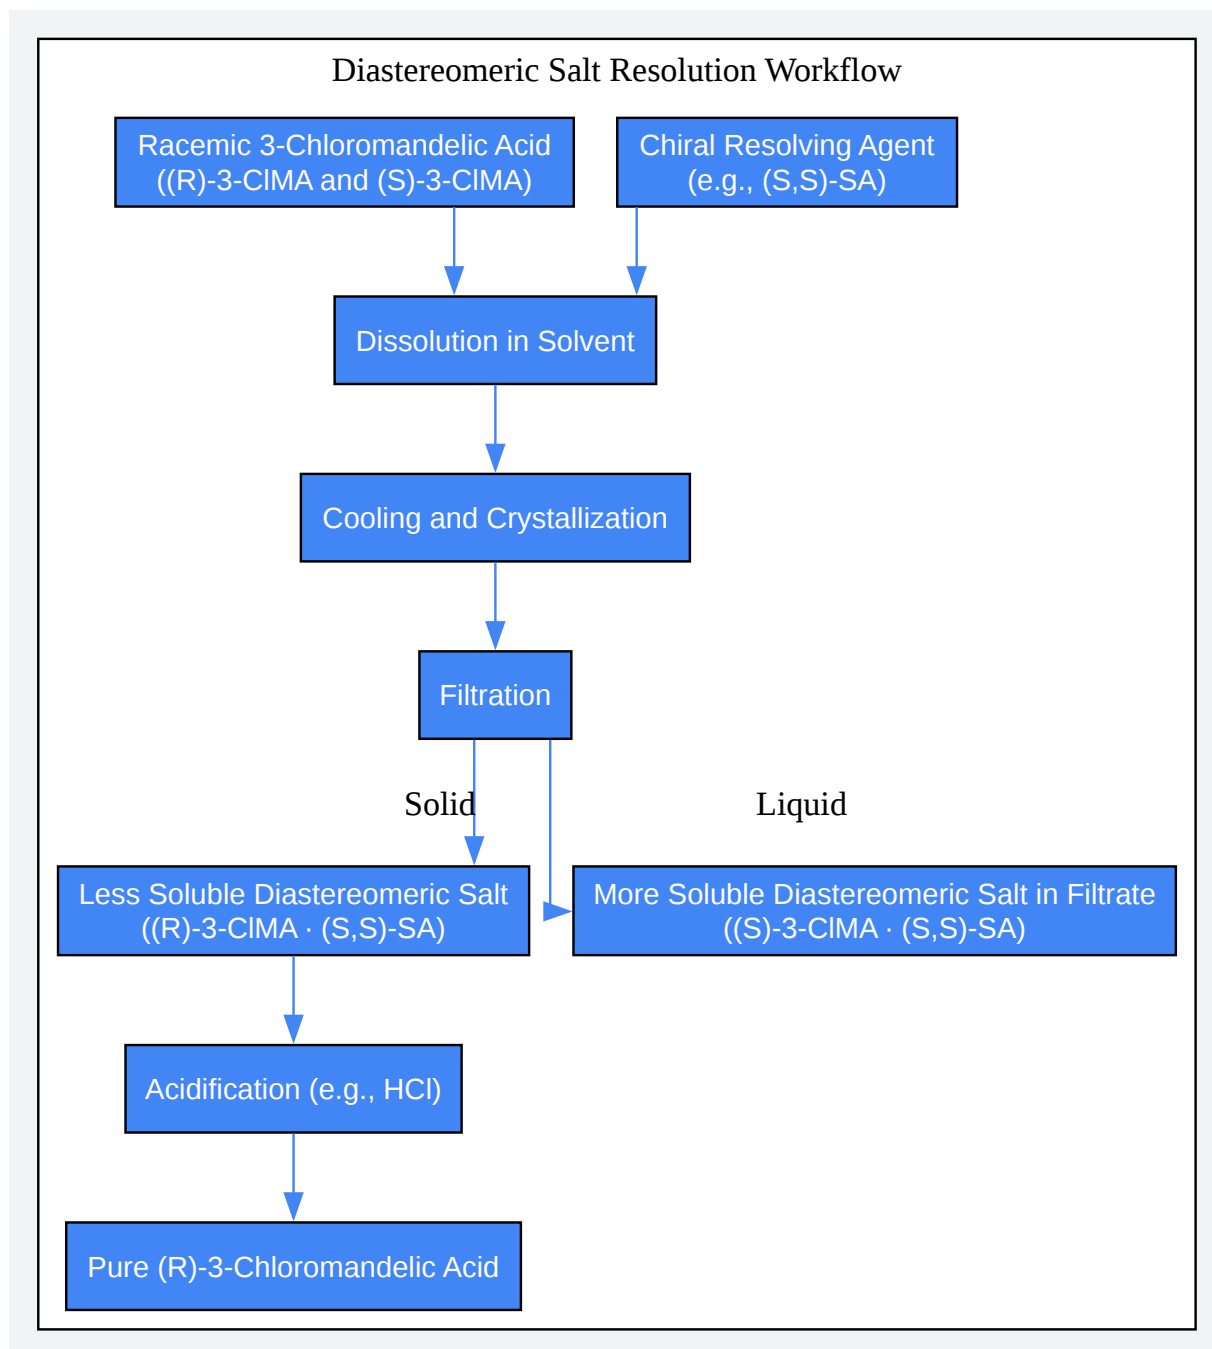 Diastereomeric Salt Resolution Workflow
Racemic 3-Chloromandelic Acid
((R)-3-ClMA and (S)-3-ClMA)
Chiral Resolving Agent
(e.g., (S,S)-SA)
Dissolution in Solvent
Cooling and Crystallization
Filtration
Solid
Liquid
Less Soluble Diastereomeric Salt
((R)-3-ClMA · (S,S)-SA)
More Soluble Diastereomeric Salt in Filtrate
((S)-3-ClMA · (S,S)-SA)
Acidification (e.g., HCl)
Pure (R)-3-Chloromandelic Acid